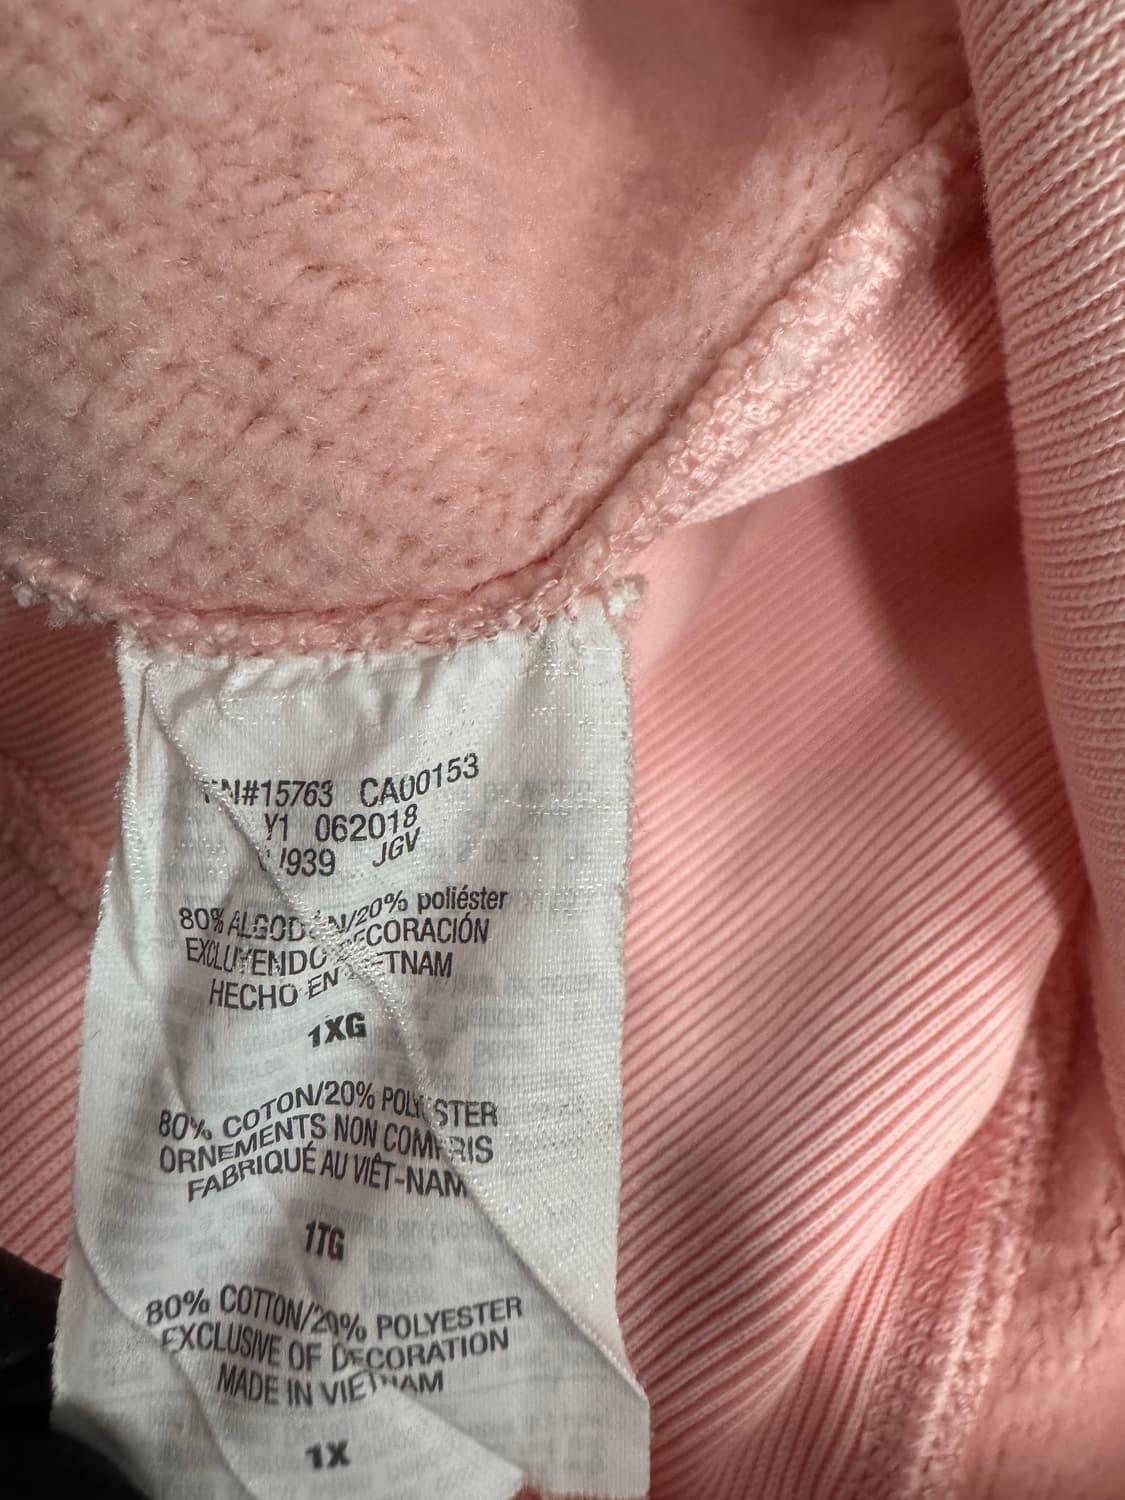 CA00153
Y1 062018
JGV
80% ALGODÓN/20% poliéster
EXCLUYENDO DECORACIÓN
HECHO EN VIETNAM
1XG
80% COTON/20% POLYESTER
ORNEMENTS NON COMPRIS
FABRIQUÉ AU VIÊT-NAM
1TG
80% COTTON/20% POLYESTER
EXCLUSIVE OF DECORATION
MADE IN VIETNAM
1X